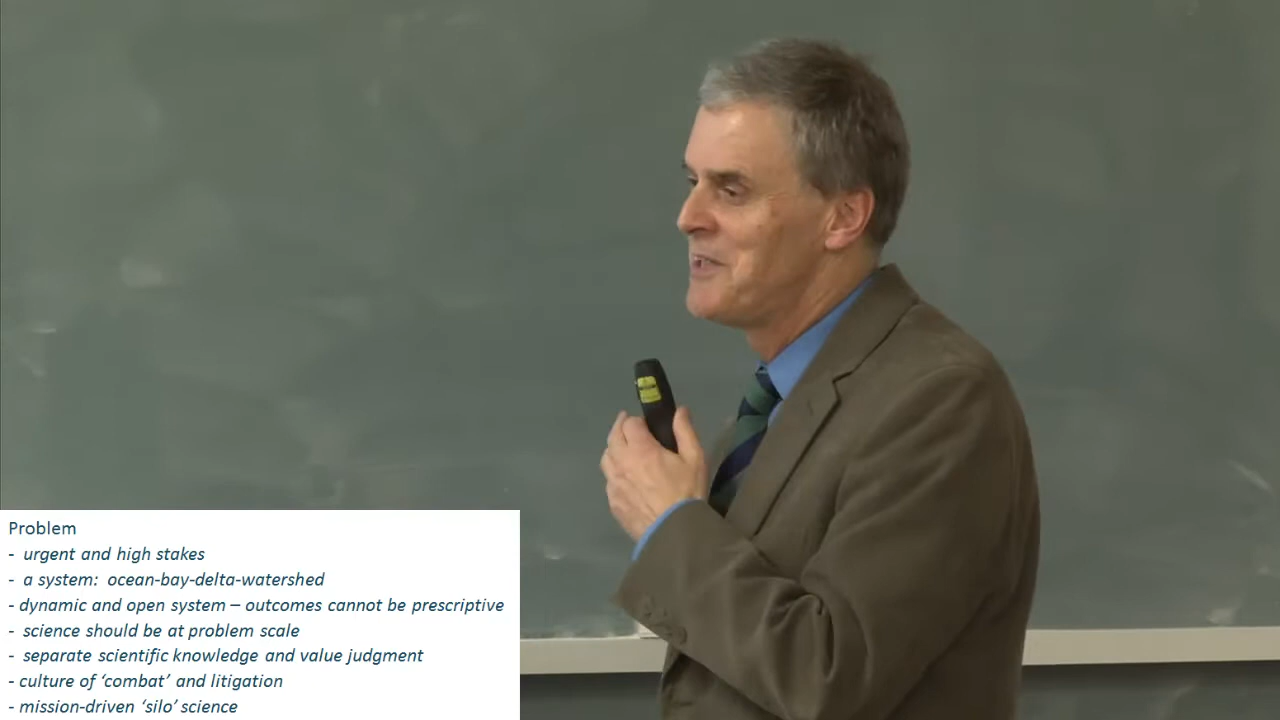 Problem
- urgent and high stakes
- a system: ocean-bay-delta-watershed
- dynamic and open system – outcomes cannot be prescriptive
- science should be at problem scale
- separate scientific knowledge and value judgment
- culture of ‘combat’ and litigation
- mission-driven ‘silo’ science